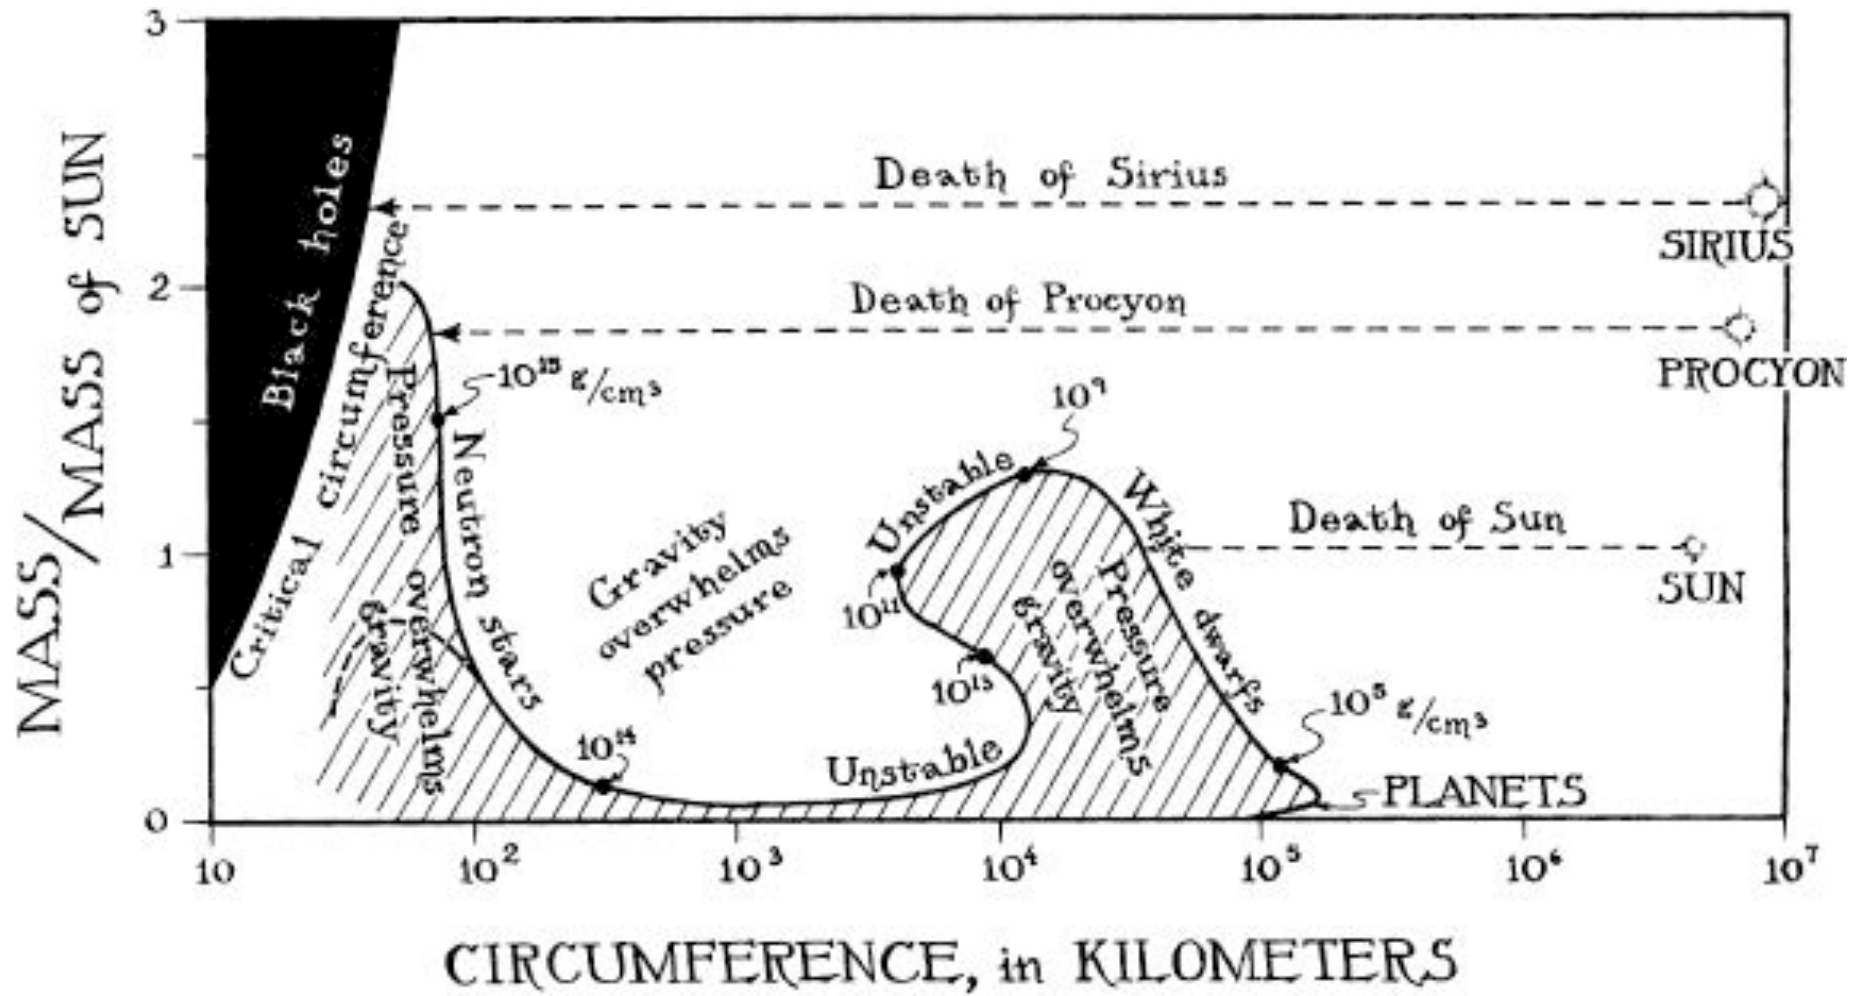 3
2
1
0
MASS/MASS of SUN
Black holes
Critical circumference
Death of Sirius
SIRIUS
Death of Procyon
PROCYON
10¹⁵ g/cm³
Pressure
overwhelms
gravity
Neutron stars
10¹⁴
Gravity
overwhelms
pressure
Unstable
10⁹
10¹¹
10¹³
Unstable
White dwarfs
Pressure
overwhelms
gravity
Death of Sun
SUN
10⁵ g/cm³
PLANETS
10
10²
10³
10⁴
10⁵
10⁶
10⁷
CIRCUMFERENCE, in KILOMETERS